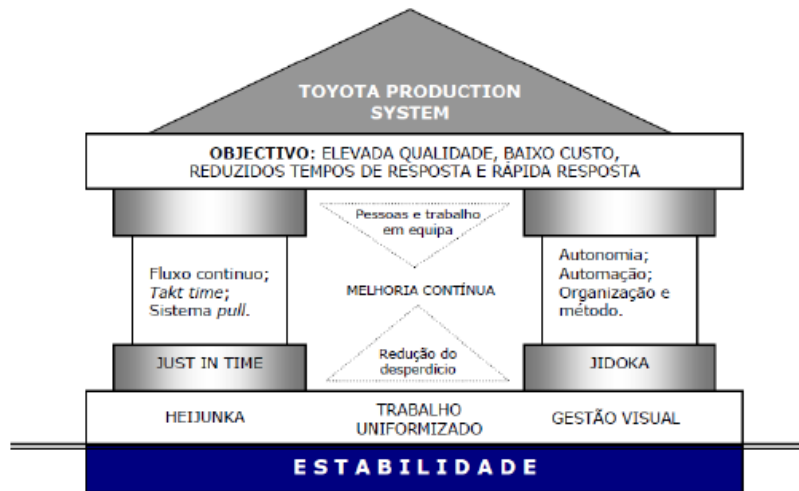 TOYOTA PRODUCTION
SYSTEM
OBJECTIVO: ELEVADA QUALIDADE, BAIXO CUSTO,
REDUZIDOS TEMPOS DE RESPOSTA E RÁPIDA RESPOSTA
Fluxo continuo;
Takt time;
Sistema pull.
JUST IN TIME
Pessoas e trabalho
em equipa
MELHORIA CONTÍNUA
Redução do
desperdício
Autonomia;
Automação;
Organização e
método.
JIDOKA
HEIJUNKA
TRABALHO
UNIFORMIZADO
GESTÃO VISUAL
ESTABILIDADE